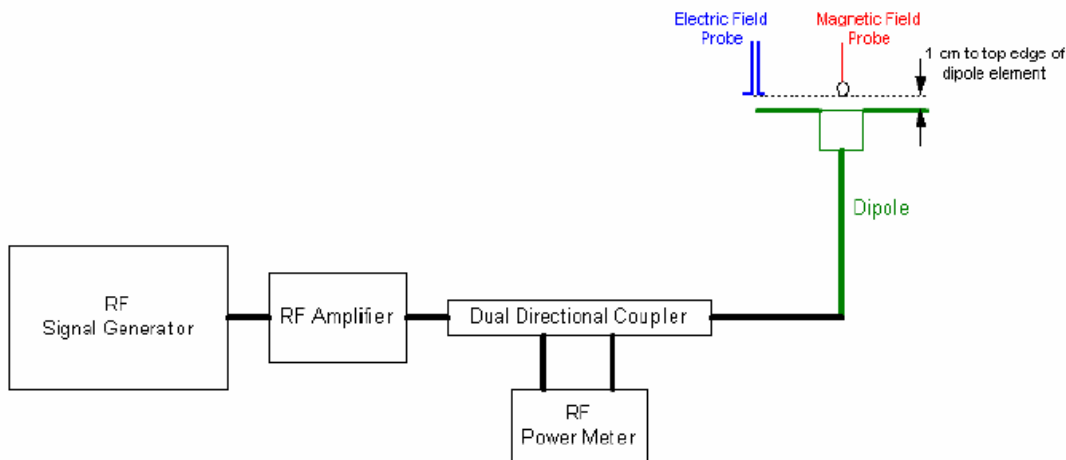 Electric Field
Probe
Magnetic Field
Probe
1 cm to top edge of
dipole element
Dipole
RF
Signal Generator
RF Amplifier
Dual Directional Coupler
RF
Power Meter